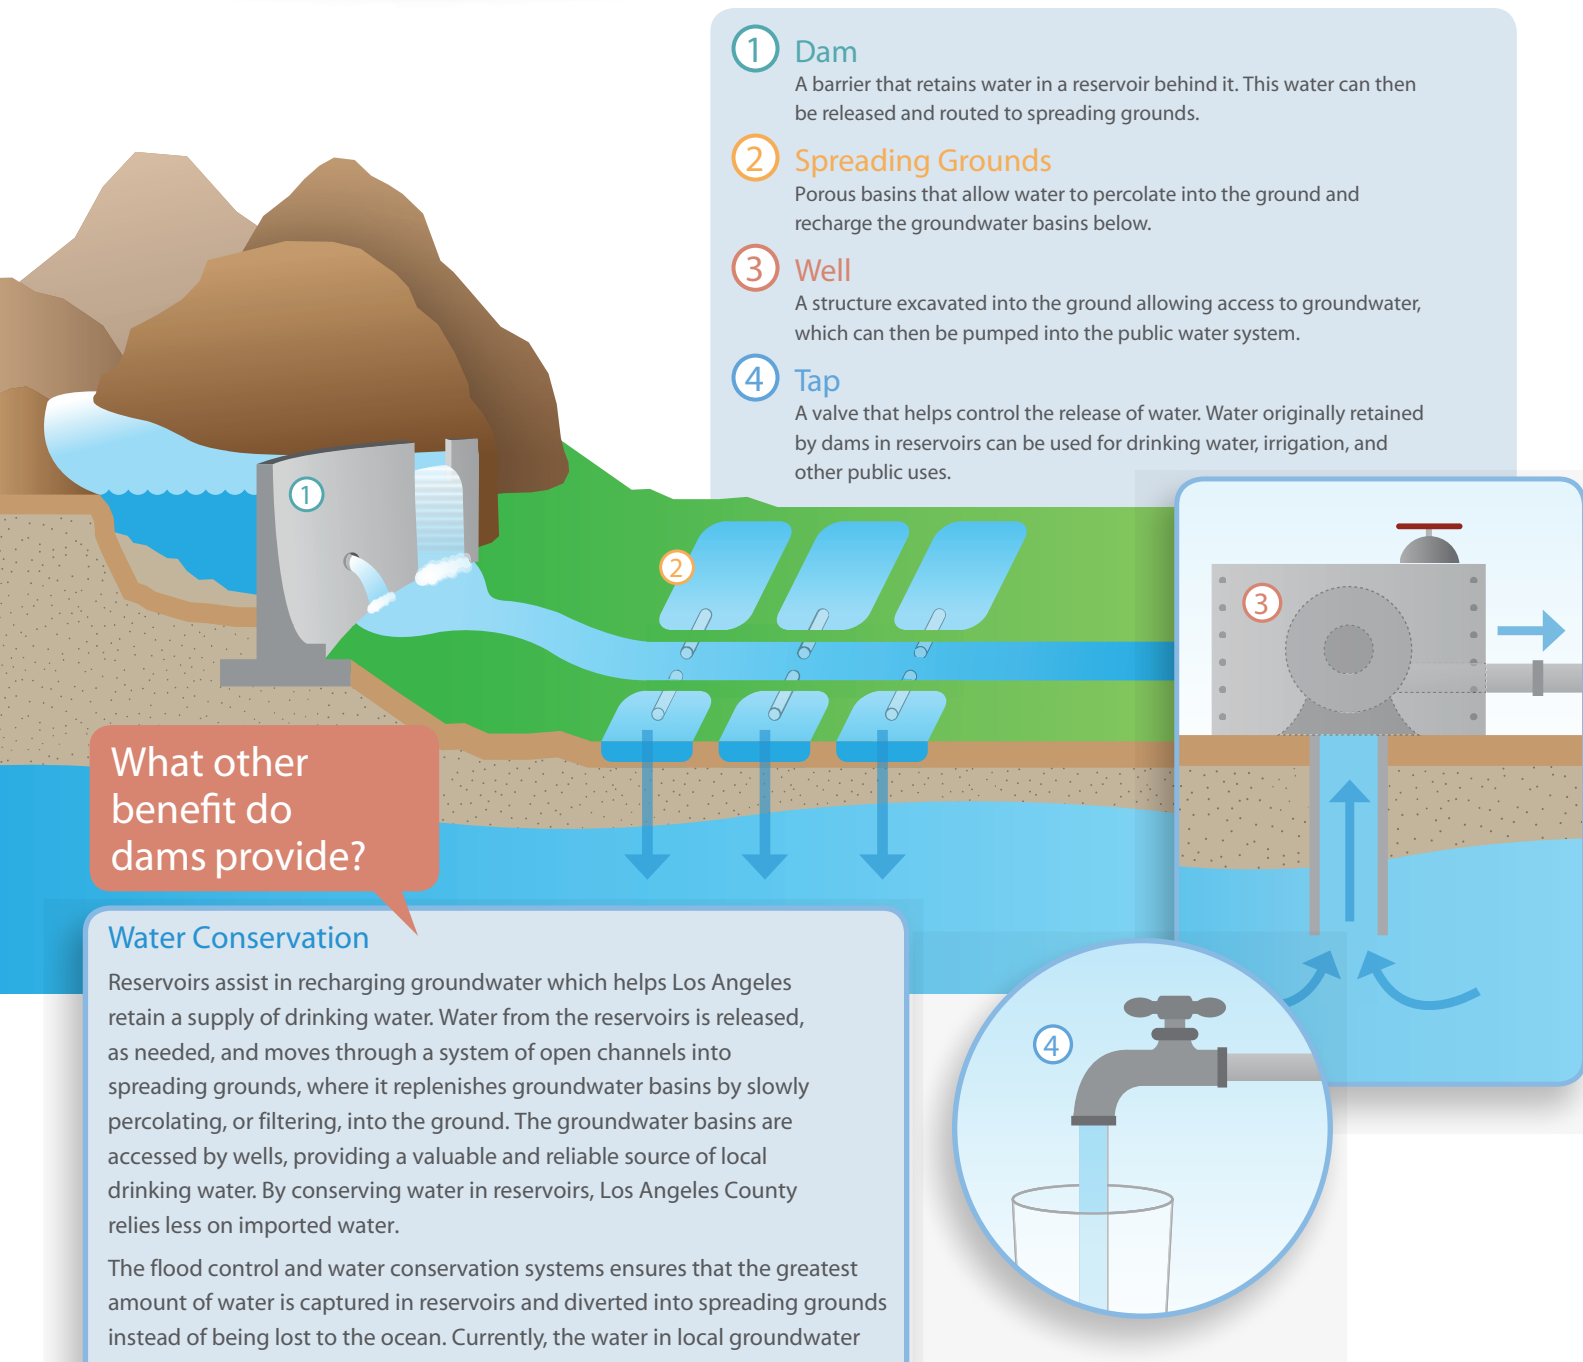 1 Dam
A barrier that retains water in a reservoir behind it. This water can then
be released and routed to spreading grounds.
2 Spreading Grounds
Porous basins that allow water to percolate into the ground and
recharge the groundwater basins below.
3 Well
A structure excavated into the ground allowing access to groundwater,
which can then be pumped into the public water system.
4 Tap
A valve that helps control the release of water. Water originally retained
by dams in reservoirs can be used for drinking water, irrigation, and
other public uses.
1
2
3
What other
benefit do
dams provide?
Water Conservation
Reservoirs assist in recharging groundwater which helps Los Angeles
retain a supply of drinking water. Water from the reservoirs is released,
as needed, and moves through a system of open channels into
spreading grounds, where it replenishes groundwater basins by slowly
percolating, or filtering, into the ground. The groundwater basins are
accessed by wells, providing a valuable and reliable source of local
drinking water. By conserving water in reservoirs, Los Angeles County
relies less on imported water.
The flood control and water conservation systems ensures that the greatest
amount of water is captured in reservoirs and diverted into spreading grounds
instead of being lost to the ocean. Currently, the water in local groundwater
4